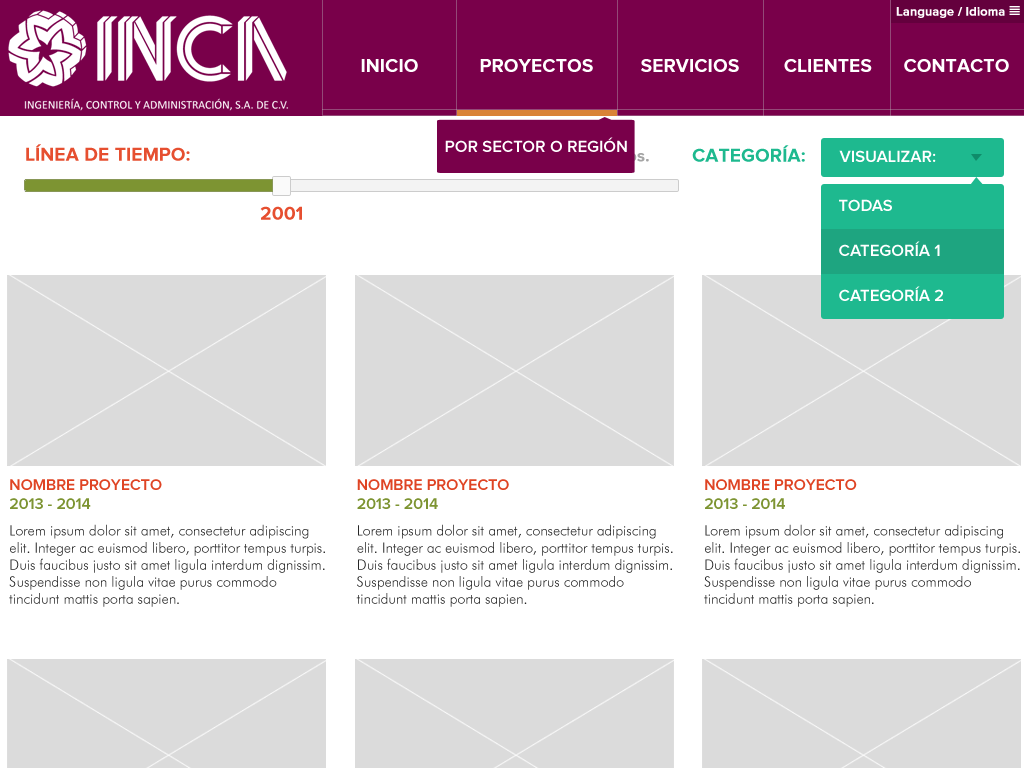 Language / Idioma
INCA
INGENIERÍA, CONTROL Y ADMINISTRACIÓN, S.A. DE C.V.
INICIO
PROYECTOS
SERVICIOS
CLIENTES
CONTACTO
POR SECTOR O REGIÓN
LÍNEA DE TIEMPO:
2001
CATEGORÍA:
VISUALIZAR:
TODAS
CATEGORÍA 1
CATEGORÍA 2
NOMBRE PROYECTO
2013 - 2014
Lorem ipsum dolor sit amet, consectetur adipiscing
elit. Integer ac euismod libero, porttitor tempus turpis.
Duis faucibus justo sit amet ligula interdum dignissim.
Suspendisse non ligula vitae purus commodo
tincidunt mattis porta sapien.
NOMBRE PROYECTO
2013 - 2014
Lorem ipsum dolor sit amet, consectetur adipiscing
elit. Integer ac euismod libero, porttitor tempus turpis.
Duis faucibus justo sit amet ligula interdum dignissim.
Suspendisse non ligula vitae purus commodo
tincidunt mattis porta sapien.
NOMBRE PROYECTO
2013 - 2014
Lorem ipsum dolor sit amet, consectetur adipiscing
elit. Integer ac euismod libero, porttitor tempus turpis.
Duis faucibus justo sit amet ligula interdum dignissim.
Suspendisse non ligula vitae purus commodo
tincidunt mattis porta sapien.